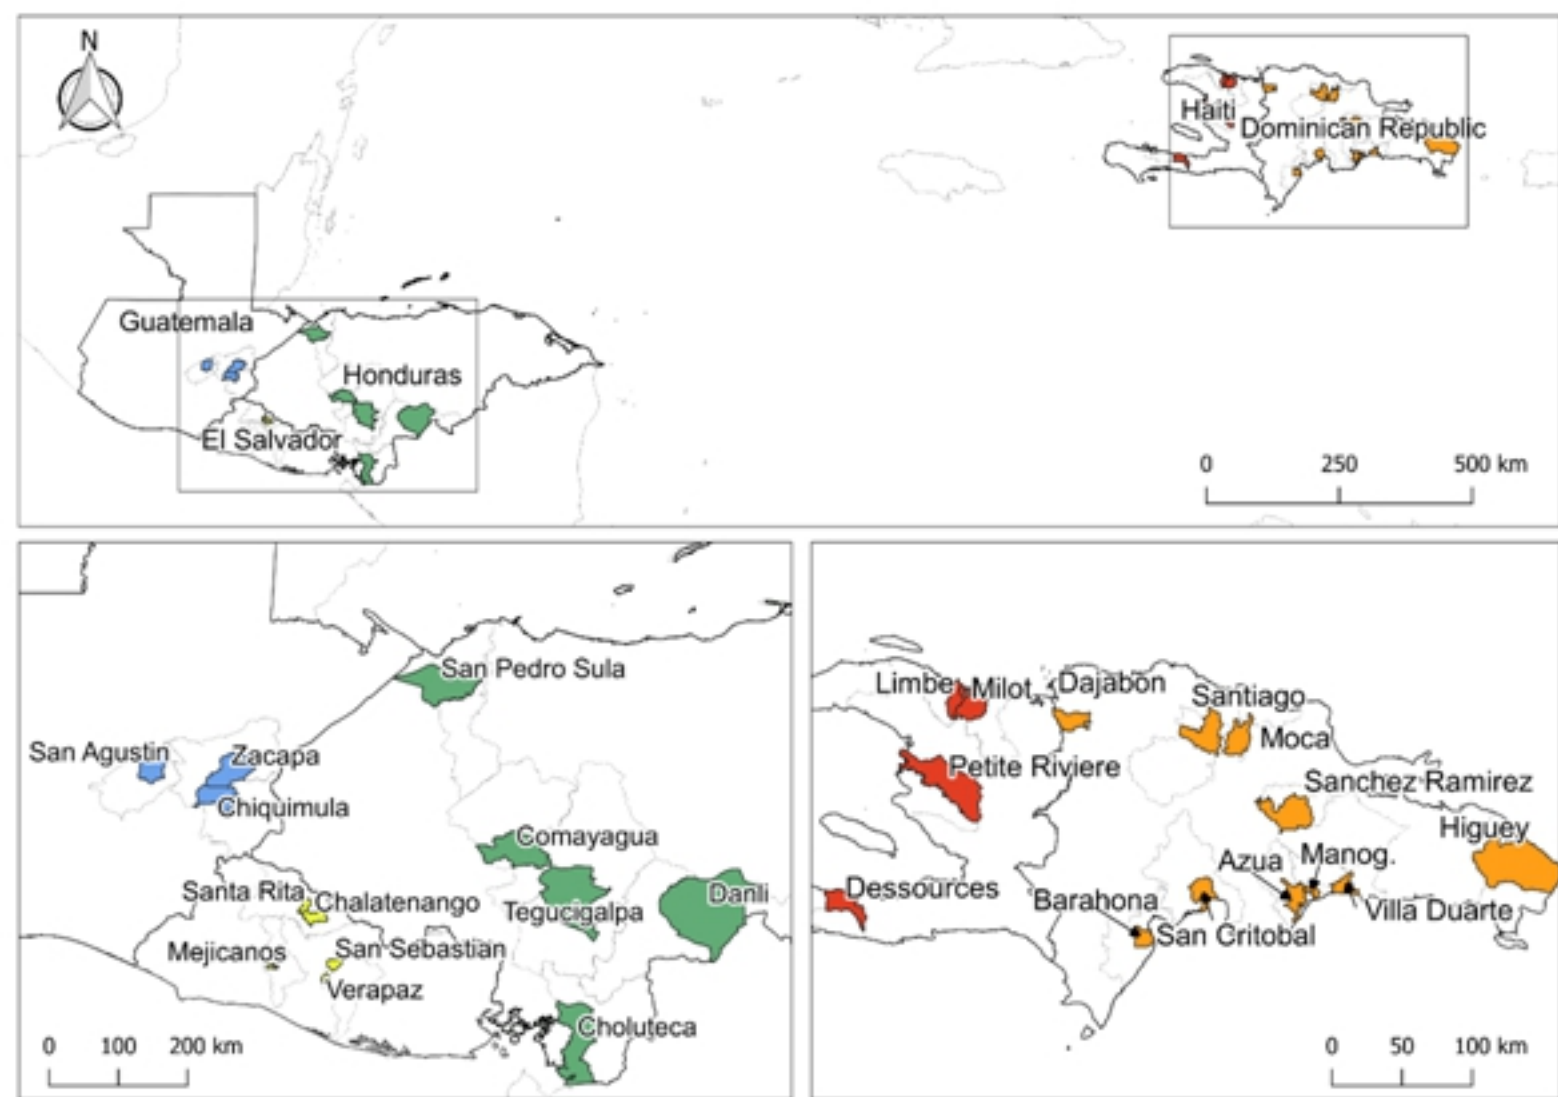 N
Haiti
Dominican Republic
Guatemala
Honduras
El Salvador
0 250 500 km
San Pedro Sula
San Agustin
Zacapa
Chiquimula
Comayagua
Santa Rita
Chalatenango
Danli
Tegucigalpa
Mejicanos
San Sebastian
Verapaz
Choluteca
0 100 200 km
Limbe
Milot
Dajabon
Santiago
Moca
Petite Riviere
Sanchez Ramirez
Higuey
Azua
Manog.
Dessources
Barahona
Villa Duarte
San Critobal
0 50 100 km